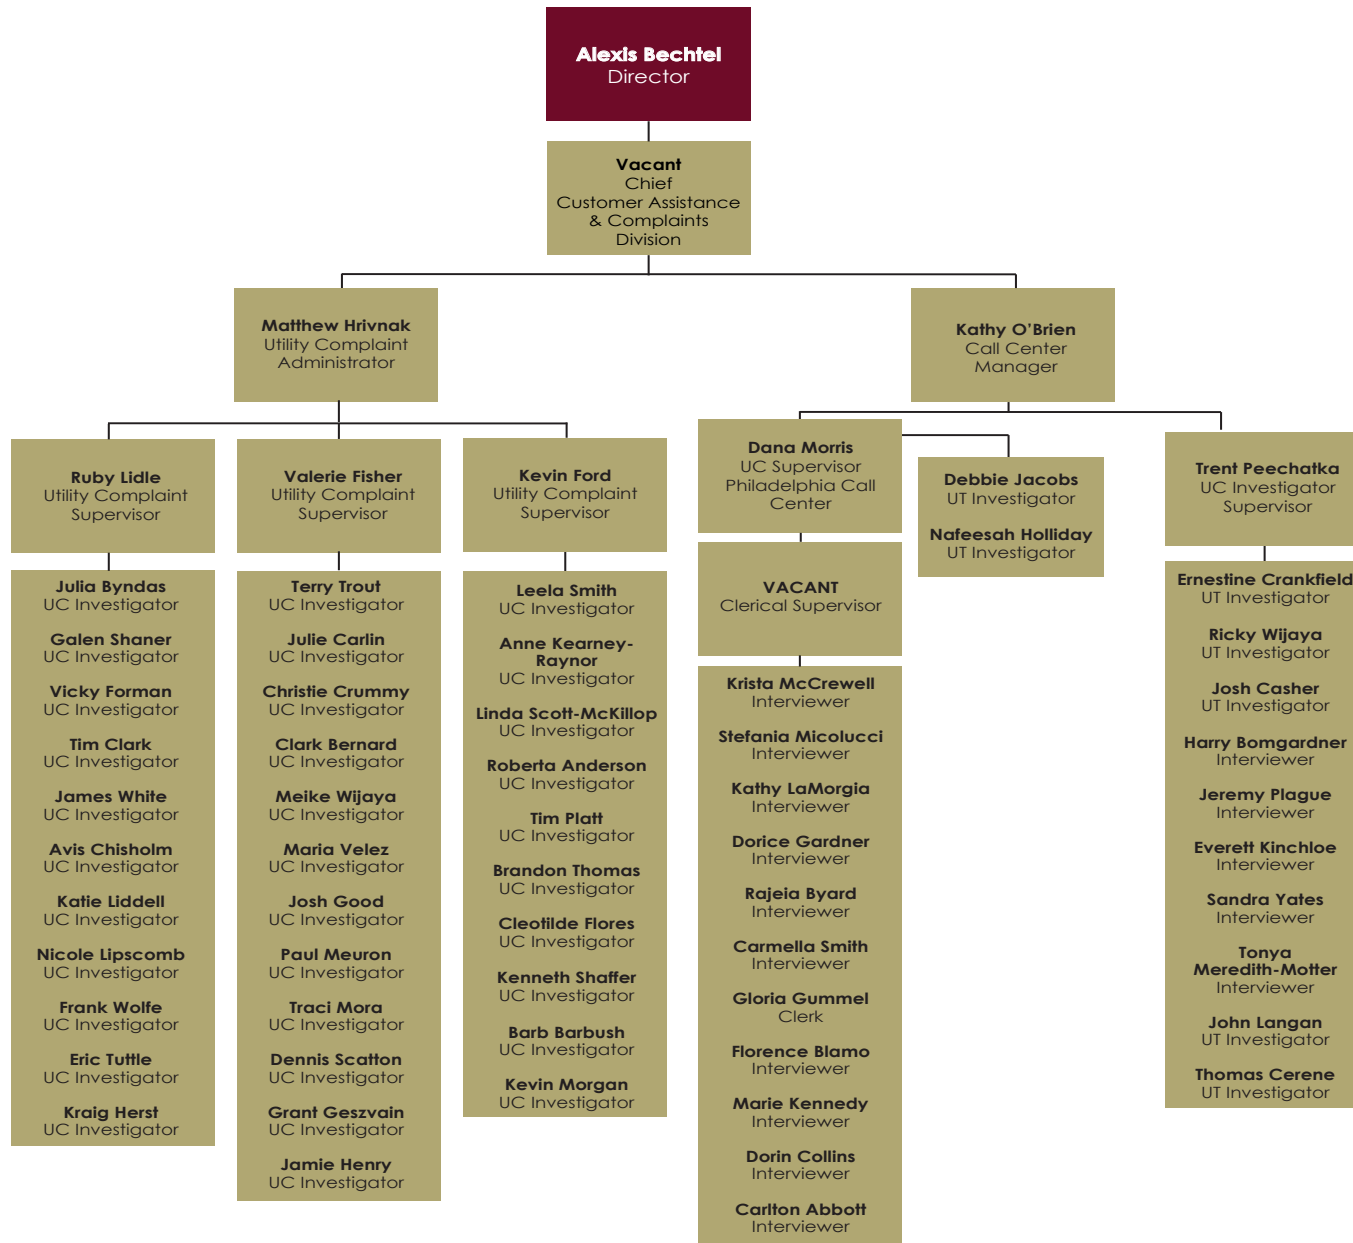 Alexis Bechtel
Director
Vacant
Chief
Customer Assistance
& Complaints
Division
Matthew Hrivnak
Utility Complaint
Administrator
Kathy O’Brien
Call Center
Manager
Ruby Lidle
Utility Complaint
Supervisor
Valerie Fisher
Utility Complaint
Supervisor
Kevin Ford
Utility Complaint
Supervisor
Dana Morris
UC Supervisor
Philadelphia Call
Center
Debbie Jacobs
UT Investigator
Nafeesah Holliday
UT Investigator
Trent Peechatka
UC Investigator
Supervisor
Julia Byndas
UC Investigator
Galen Shaner
UC Investigator
Vicky Forman
UC Investigator
Tim Clark
UC Investigator
James White
UC Investigator
Avis Chisholm
UC Investigator
Katie Liddell
UC Investigator
Nicole Lipscomb
UC Investigator
Frank Wolfe
UC Investigator
Eric Tuttle
UC Investigator
Kraig Herst
UC Investigator
Terry Trout
UC Investigator
Julie Carlin
UC Investigator
Christie Crummy
UC Investigator
Clark Bernard
UC Investigator
Meike Wijaya
UC Investigator
Maria Velez
UC Investigator
Josh Good
UC Investigator
Paul Meuron
UC Investigator
Traci Mora
UC Investigator
Dennis Scatton
UC Investigator
Grant Geszvain
UC Investigator
Jamie Henry
UC Investigator
Leela Smith
UC Investigator
Anne Kearney-
Raynor
UC Investigator
Linda Scott-McKillop
UC Investigator
Roberta Anderson
UC Investigator
Tim Platt
UC Investigator
Brandon Thomas
UC Investigator
Cleotilde Flores
UC Investigator
Kenneth Shaffer
UC Investigator
Barb Barbush
UC Investigator
Kevin Morgan
UC Investigator
VACANT
Clerical Supervisor
Krista McCrewell
Interviewer
Stefania Micolucci
Interviewer
Kathy LaMorgia
Interviewer
Dorice Gardner
Interviewer
Rajeia Byard
Interviewer
Carmella Smith
Interviewer
Gloria Gummel
Clerk
Florence Blamo
Interviewer
Marie Kennedy
Interviewer
Dorin Collins
Interviewer
Carlton Abbott
Interviewer
Ernestine Crankfield
UT Investigator
Ricky Wijaya
UT Investigator
Josh Casher
UT Investigator
Harry Bomgardner
Interviewer
Jeremy Plague
Interviewer
Everett Kinchloe
Interviewer
Sandra Yates
Interviewer
Tonya
Meredith-Motter
Interviewer
John Langan
UT Investigator
Thomas Cerene
UT Investigator